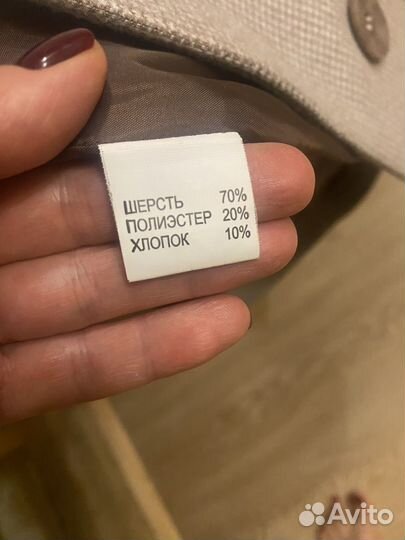 ШЕРСТЬ 70%
ПОЛИЭСТЕР 20%
ХЛОПОК 10%
Avito